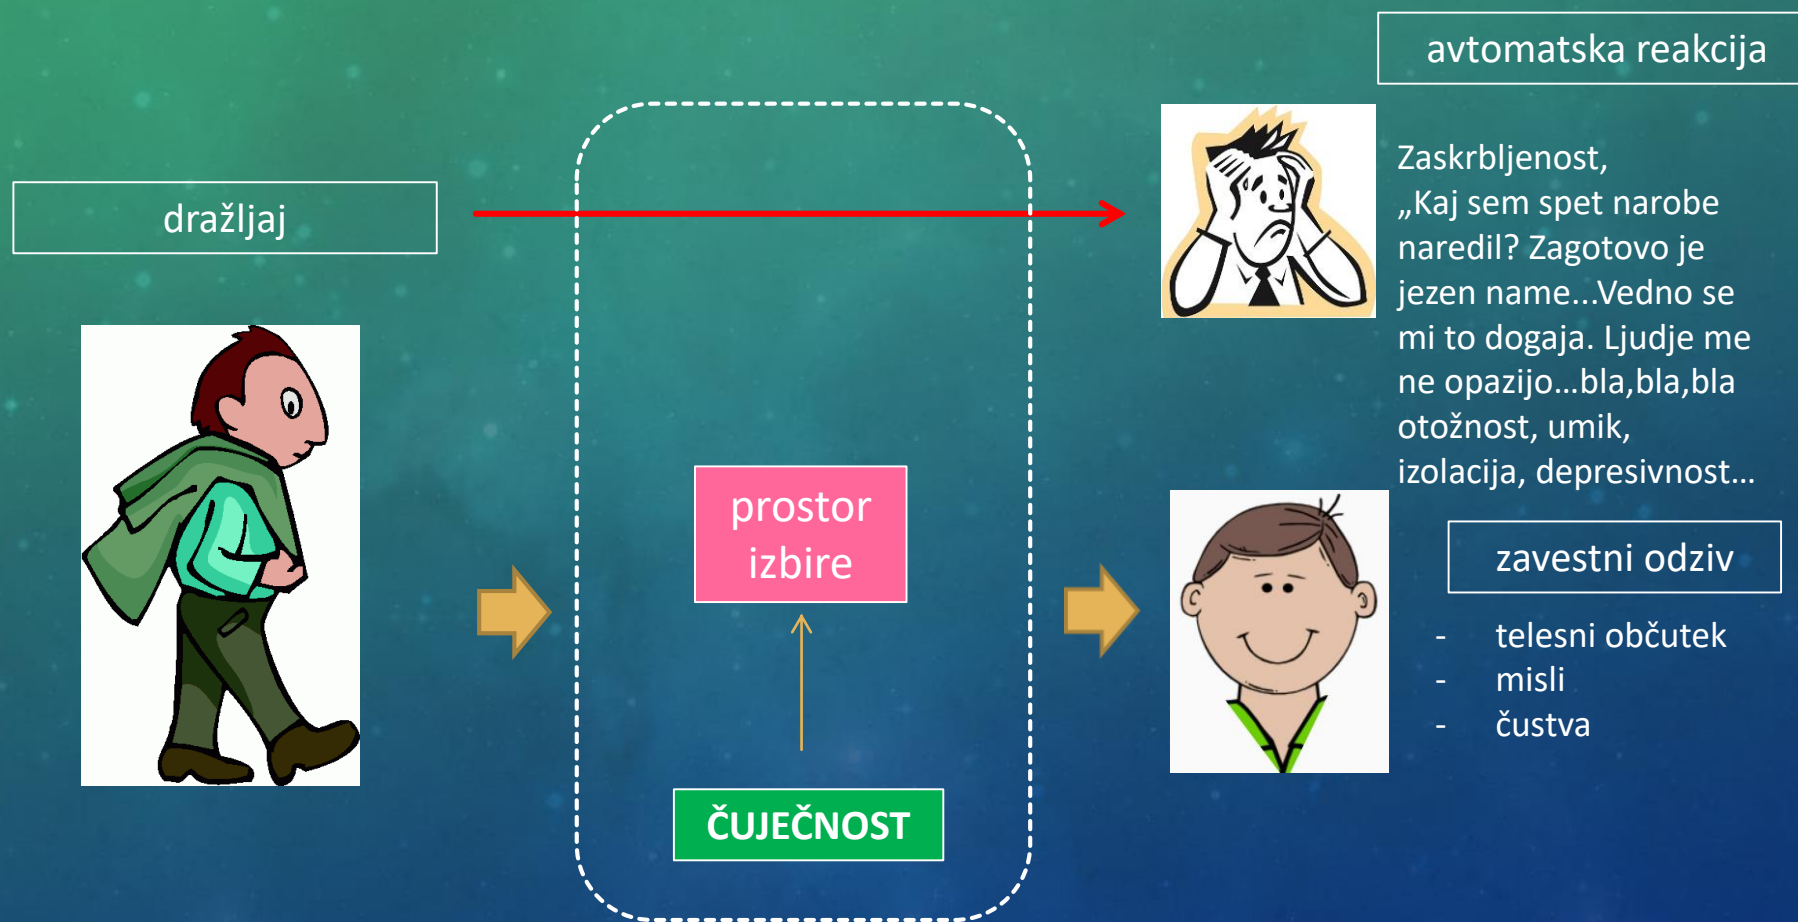 avtomatska reakcija
dražljaj
Zaskrbljenost,
„Kaj sem spet narobe
naredil? Zagotovo je
jezen name...Vedno se
mi to dogaja. Ljudje me
ne opazijo...bla,bla,bla
otožnost, umik,
izolacija, depresivnost...
prostor
izbire
zavestni odziv
- telesni občutek
- misli
- čustva
ČUJEČNOST